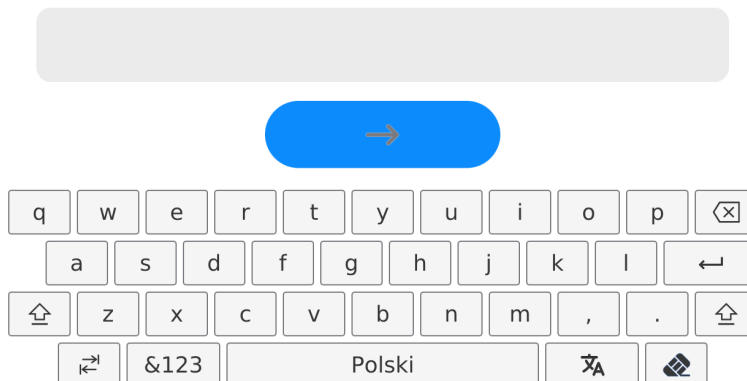 q w e r t y u i o p
a s d f g h j k l
z x c v b n m , .
&123 Polski